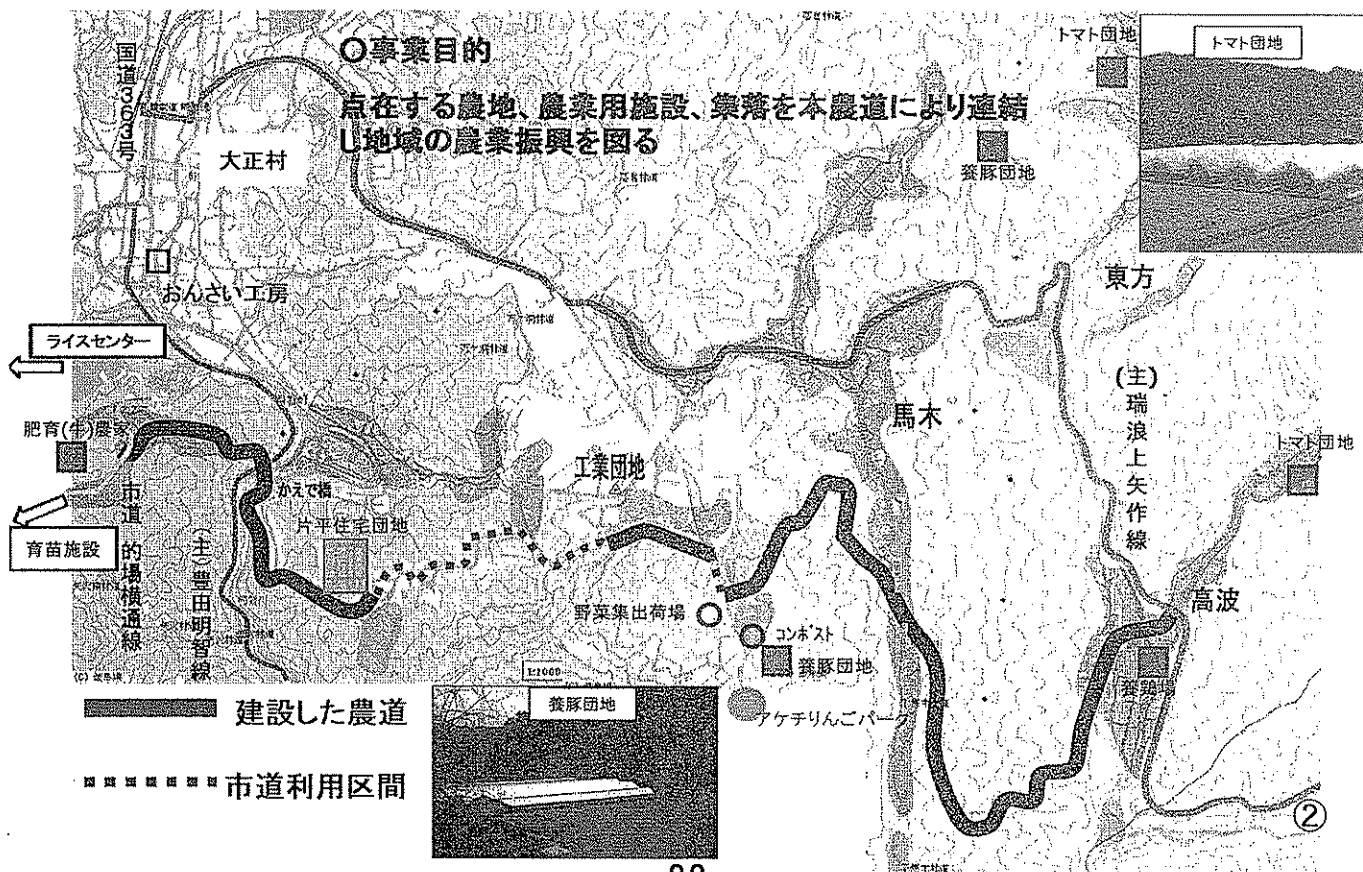 ○事業目的
点在する農地、農業用施設、集落を本農道により連結
し地域の農業振興を図る
国道363号
大正村
おんさい工房
ライスセンター
肥育(牛)農家
育苗施設
市道 的場横通線
(主)豊田明智線
かえで橋
片平住宅団地
工業団地
野菜集出荷場
コンポスト
養豚団地
アケチりんごパーク
馬木
トマト団地
養豚団地
トマト団地
東方
(主)瑞浪上矢作線
トマト団地
高波
建設した農道
市道利用区間
養豚団地
②